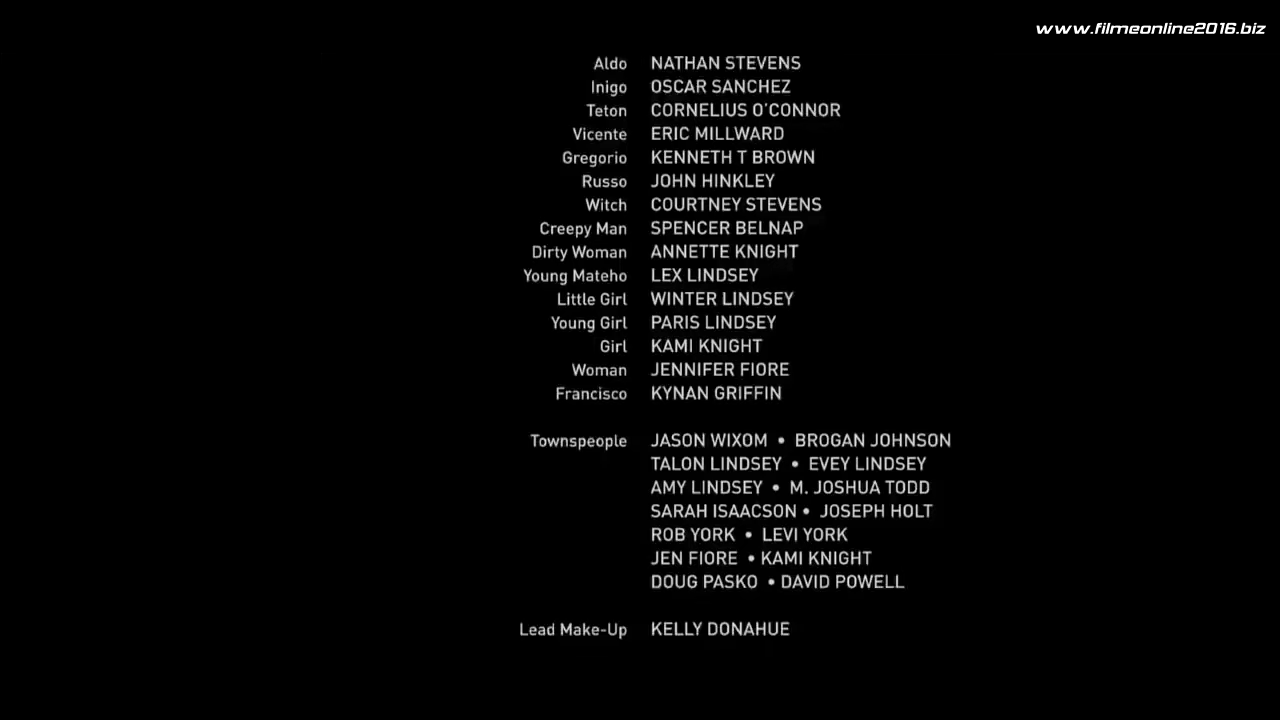 www.filmeonline2016.biz
Aldo NATHAN STEVENS
Inigo OSCAR SANCHEZ
Teton CORNELIUS O'CONNOR
Vicente ERIC MILLWARD
Gregorio KENNETH T BROWN
Russo JOHN HINKLEY
Witch COURTNEY STEVENS
Creepy Man SPENCER BELNAP
Dirty Woman ANNETTE KNIGHT
Young Mateho LEX LINDSEY
Little Girl WINTER LINDSEY
Young Girl PARIS LINDSEY
Girl KAMI KNIGHT
Woman JENNIFER FIORE
Francisco KYNAN GRIFFIN
Townspeople JASON WIXOM • BROGAN JOHNSON
TALON LINDSEY • EVEY LINDSEY
AMY LINDSEY • M. JOSHUA TODD
SARAH ISAACSON • JOSEPH HOLT
ROB YORK • LEVI YORK
JEN FIORE • KAMI KNIGHT
DOUG PASKO • DAVID POWELL
Lead Make-Up KELLY DONAHUE